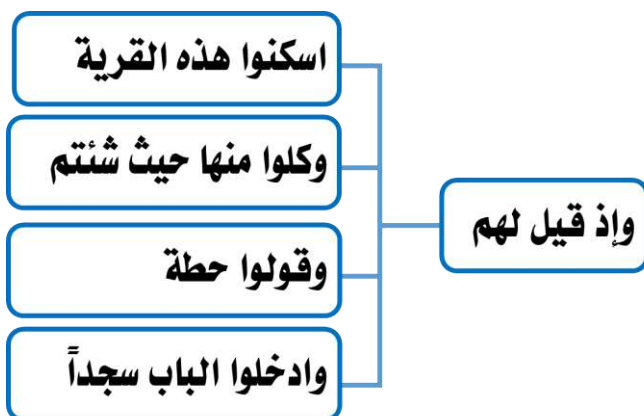 وإذ قيل لهم
اسكنوا هذه القرية
وكلوا منها حيث شئتم
وقولوا حطة
وادخلوا الباب سجداً